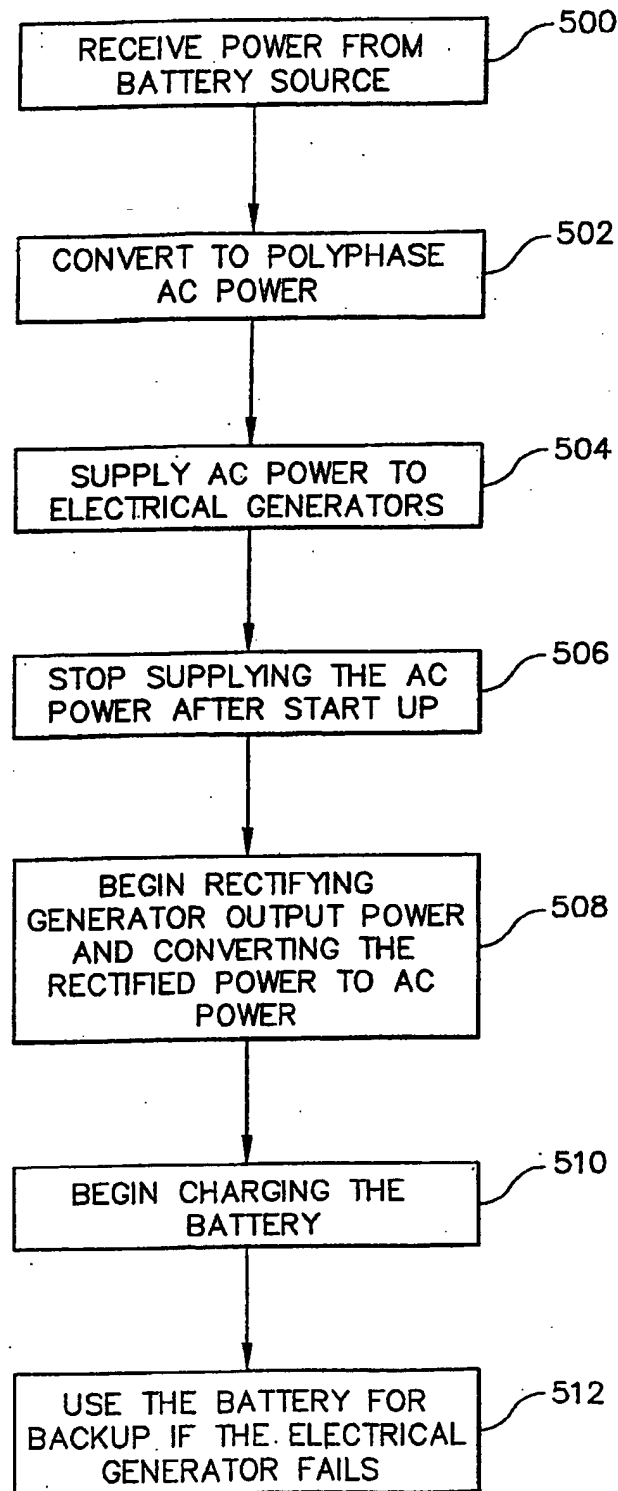 RECEIVE POWER FROM
BATTERY SOURCE
500
CONVERT TO POLYPHASE
AC POWER
502
SUPPLY AC POWER TO
ELECTRICAL GENERATORS
504
STOP SUPPLYING THE AC
POWER AFTER START UP
506
BEGIN RECTIFYING
GENERATOR OUTPUT POWER
AND CONVERTING THE
RECTIFIED POWER TO AC
POWER
508
BEGIN CHARGING THE
BATTERY
510
USE THE BATTERY FOR
BACKUP IF THE ELECTRICAL
GENERATOR FAILS
512